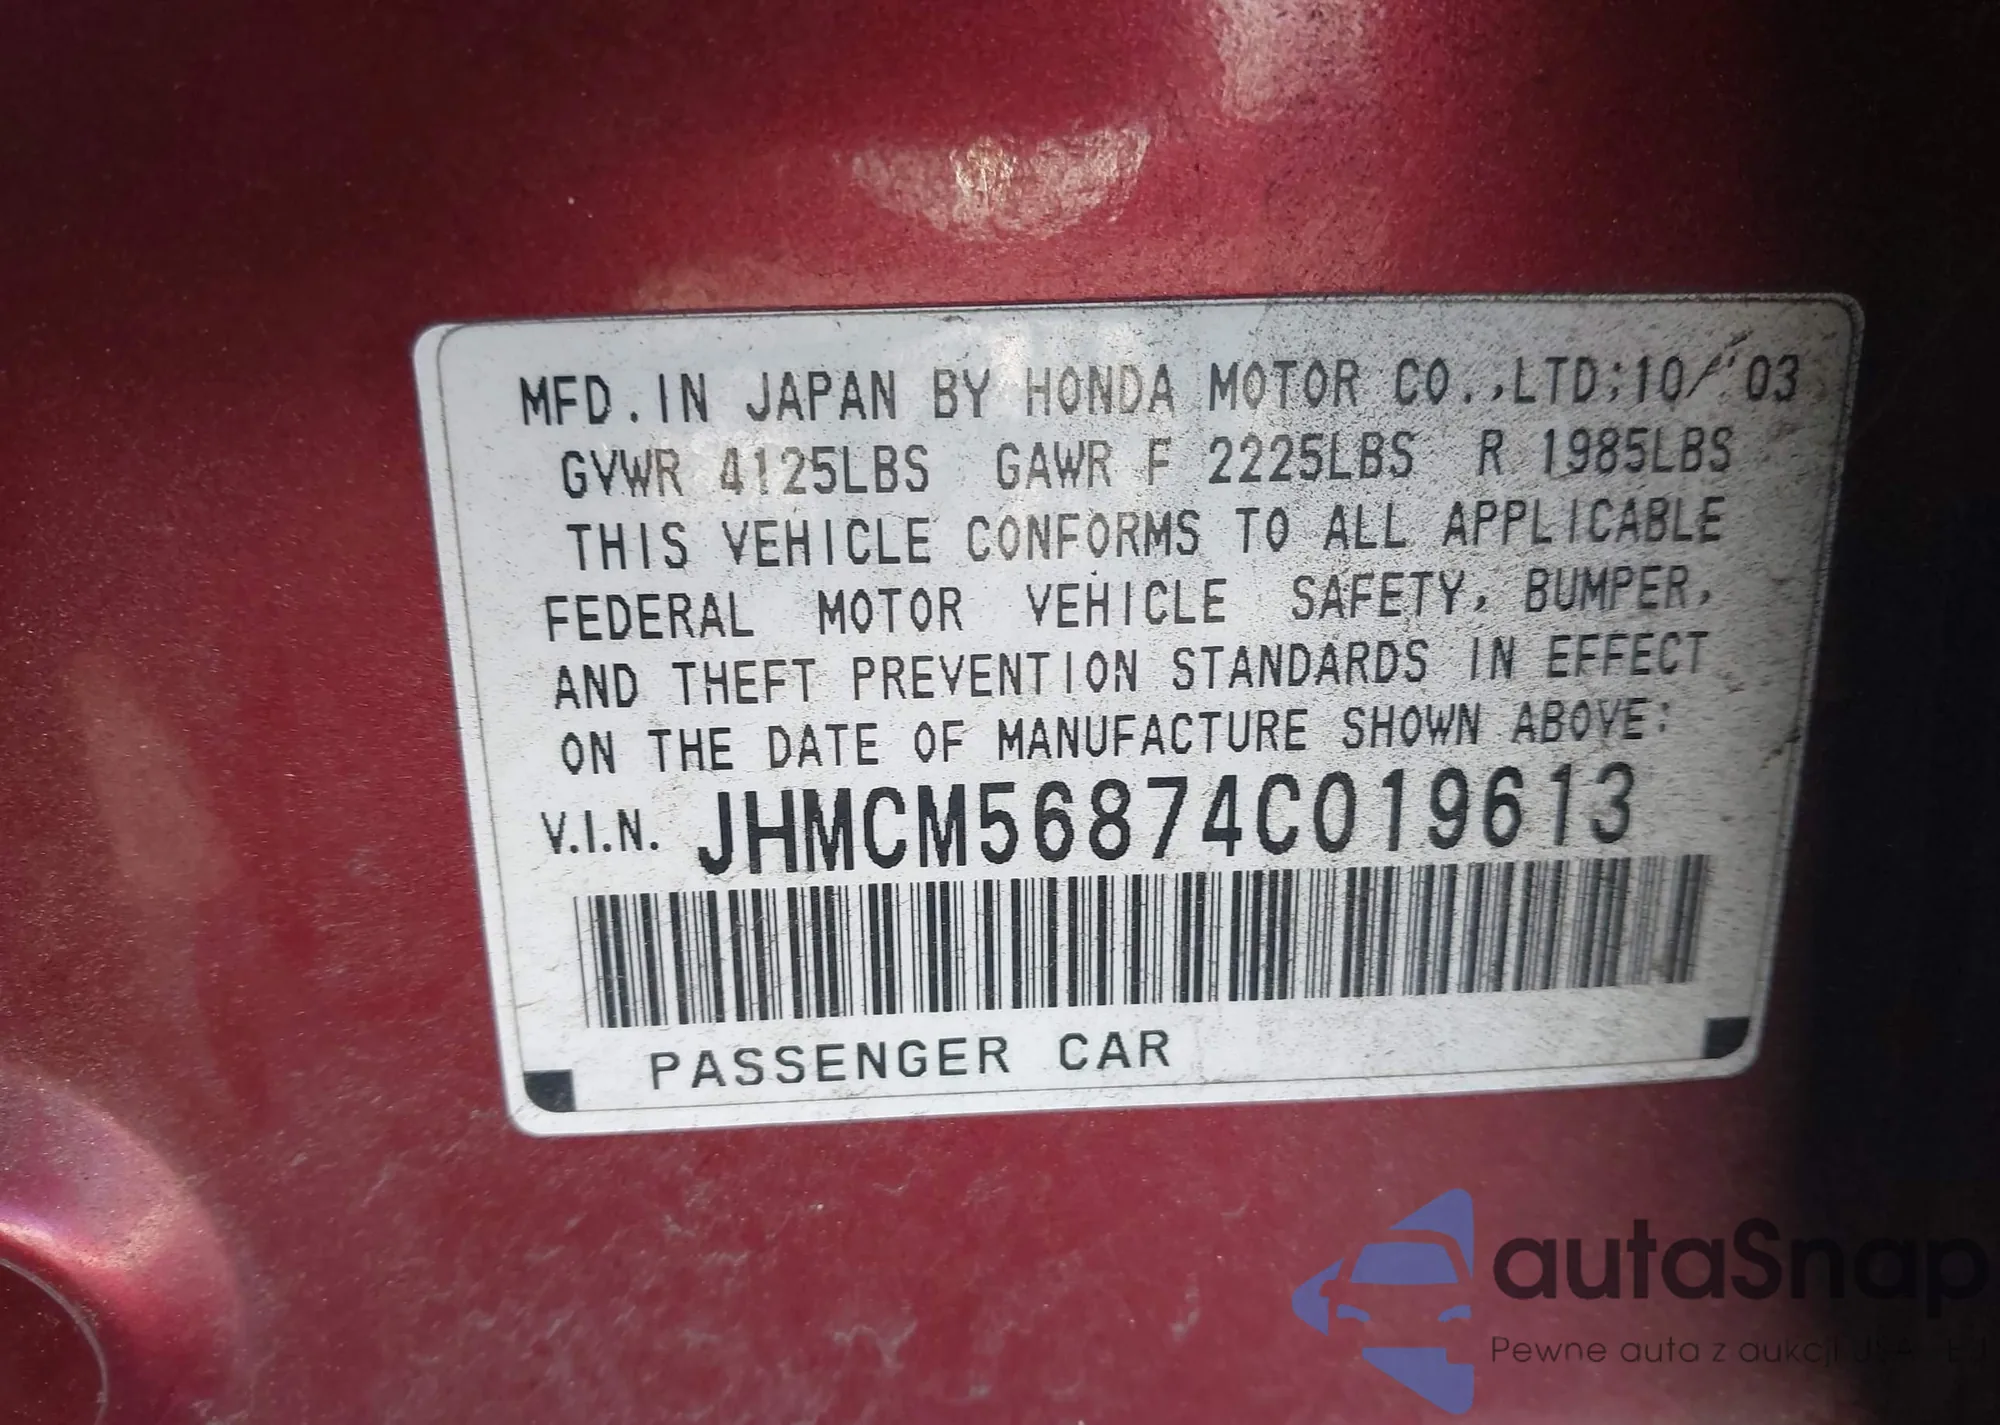 MFD.IN JAPAN BY HONDA MOTOR CO.,LTD;10/'03
GVWR 4125LBS GAWR F 2225LBS R 1985LBS
THIS VEHICLE CONFORMS TO ALL APPLICABLE
FEDERAL MOTOR VEHICLE SAFETY, BUMPER,
AND THEFT PREVENTION STANDARDS IN EFFECT
ON THE DATE OF MANUFACTURE SHOWN ABOVE:
V.I.N. JHMCM56874C019613
PASSENGER CAR
autaSnap
Pewne auta z aukcji USA i EU